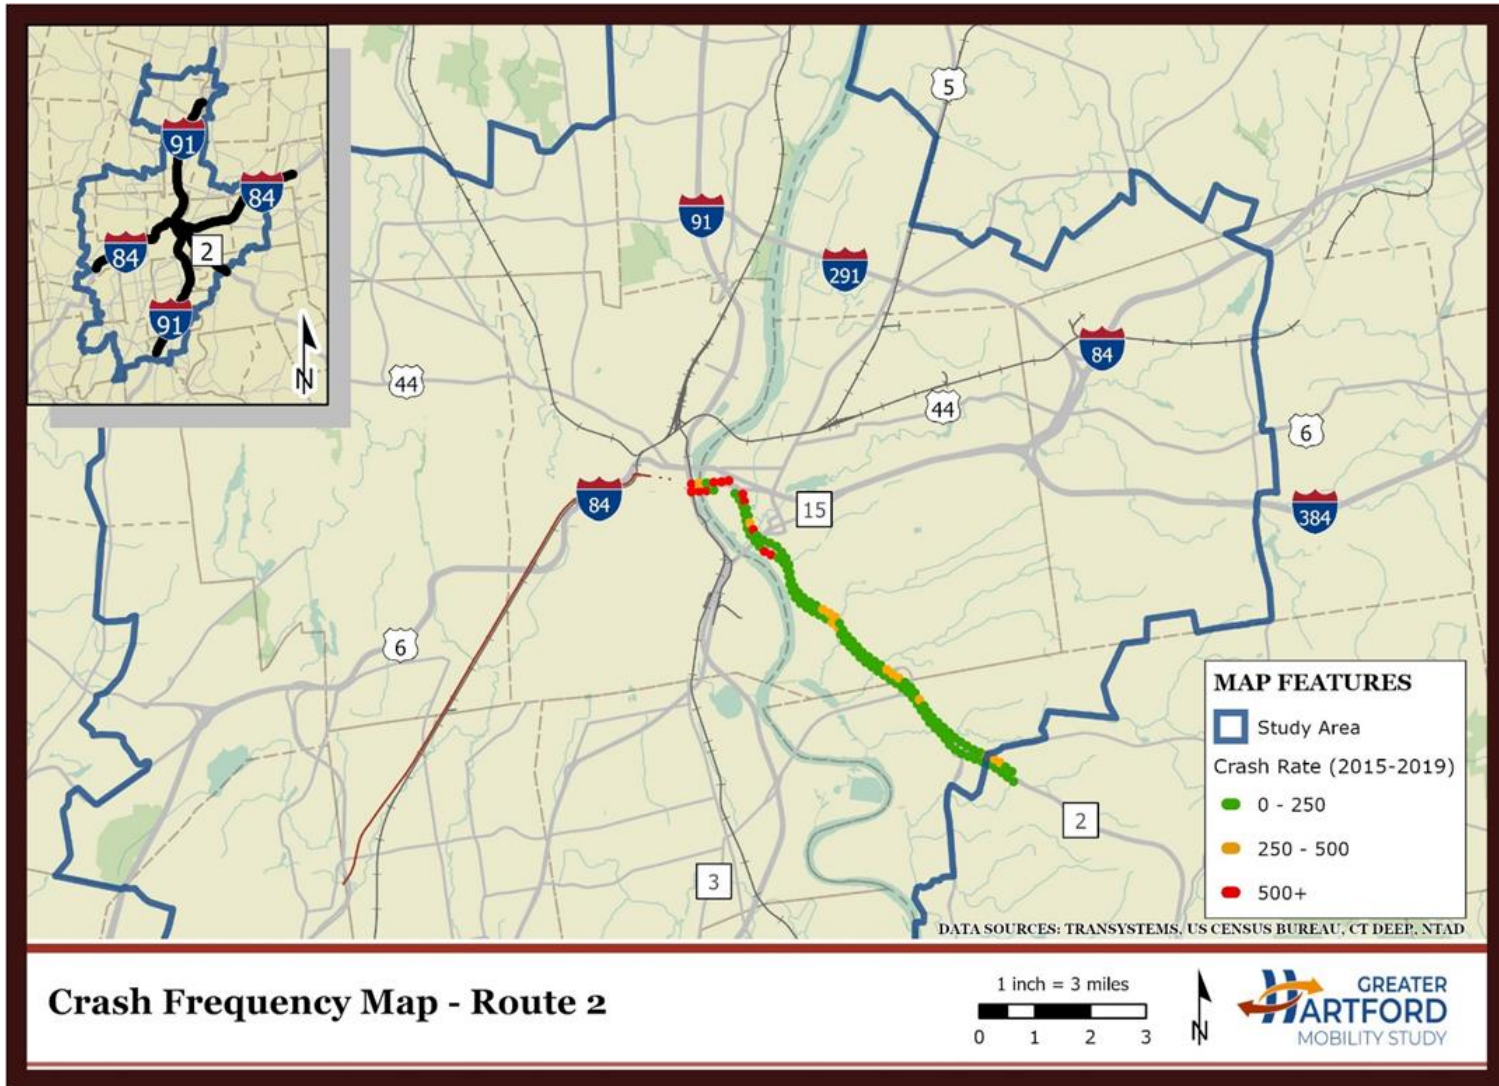 91
84
84
2
91
N
5
91
291
84
44
44
6
84
15
384
6
2
3
MAP FEATURES
Study Area
Crash Rate (2015-2019)
0 - 250
250 - 500
500+
DATA SOURCES: TRANSYSTEMS, US CENSUS BUREAU, CT DEEP, NTAD
Crash Frequency Map - Route 2
1 inch = 3 miles
0 1 2 3
N
GREATER
HARTFORD
MOBILITY STUDY